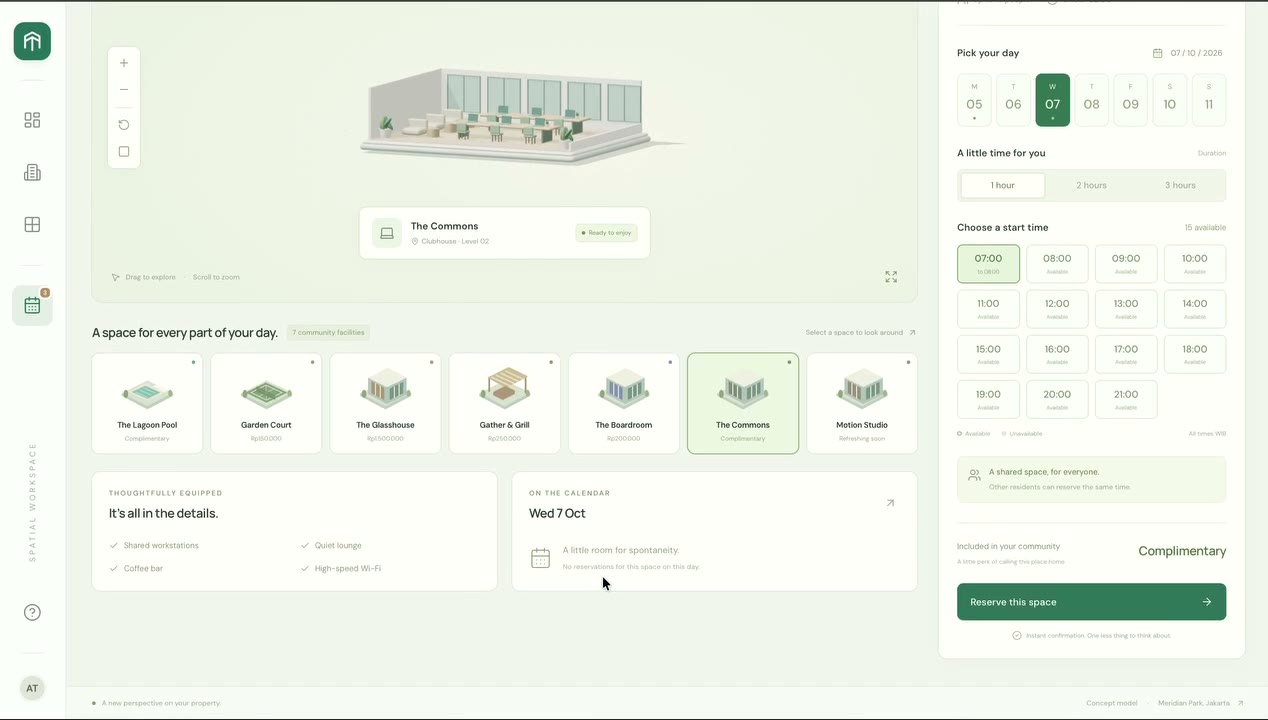 3
SPATIAL WORKSPACE
AT
The Commons
Clubhouse · Level 02
Ready to enjoy
Drag to explore · Scroll to zoom
A space for every part of your day.
7 community facilities
Select a space to look around
The Lagoon Pool
Complimentary
Garden Court
Rp150.000
The Glasshouse
Rp1.500.000
Gather & Grill
Rp250.000
The Boardroom
Rp200.000
The Commons
Complimentary
Motion Studio
Refreshing soon
THOUGHTFULLY EQUIPPED
It's all in the details.
Shared workstations
Quiet lounge
Coffee bar
High-speed Wi-Fi
ON THE CALENDAR
Wed 7 Oct
A little room for spontaneity.
No reservations for this space on this day.
Pick your day
07 / 10 / 2026
M T W T F S S
05 06 07 08 09 10 11
A little time for you
Duration
1 hour 2 hours 3 hours
Choose a start time
15 available
07:00 08:00 09:00 10:00
to 08:00 Available Available Available
11:00 12:00 13:00 14:00
Available Available Available Available
15:00 16:00 17:00 18:00
Available Available Available Available
19:00 20:00 21:00
Available Available Available
Available Unavailable
All times WIB
A shared space, for everyone.
Other residents can reserve the same time.
Included in your community
A little perk of calling this place home
Complimentary
Reserve this space
Instant confirmation. One less thing to think about.
A new perspective on your property.
Concept model · Meridian Park, Jakarta